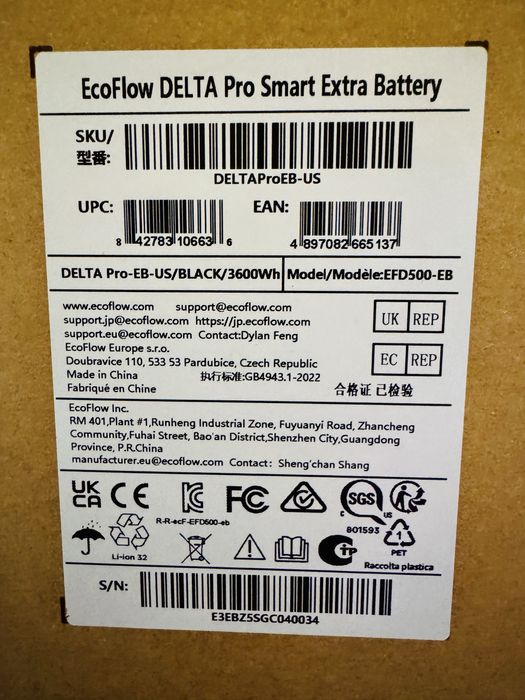 EcoFlow DELTA Pro Smart Extra Battery
SKU/
型番:
DELTAProEB-US
UPC:
8 42783 10663 6
EAN:
4 897082 665137
DELTA Pro-EB-US/BLACK/3600Wh
Model/Modèle:EFD500-EB
www.ecoflow.com support@ecoflow.com
support.jp@ecoflow.com https://jp.ecoflow.com
support.eu@ecoflow.com Contact:Dylan Feng
EcoFlow Europe s.r.o.
Doubravice 110, 533 53 Pardubice, Czech Republic
Made in China 执行标准:GB4943.1-2022
Fabriqué en Chine
UK REP
EC REP
合格证 已检验
EcoFlow Inc.
RM 401,Plant #1,Runheng Industrial Zone, Fuyuanyi Road, Zhancheng
Community,Fuhai Street, Bao'an District,Shenzhen City,Guangdong
Province, P.R.China
manufacturer.eu@ecoflow.com Contact: Sheng'chan Shang
UK
CA
CE
FC
SGS
C US
R-R-ecF-EFD500-eb
801593
Li-ion 32
1
PET
TP
Raccolta plastica
S/N:
E3EBZ5SGC040034